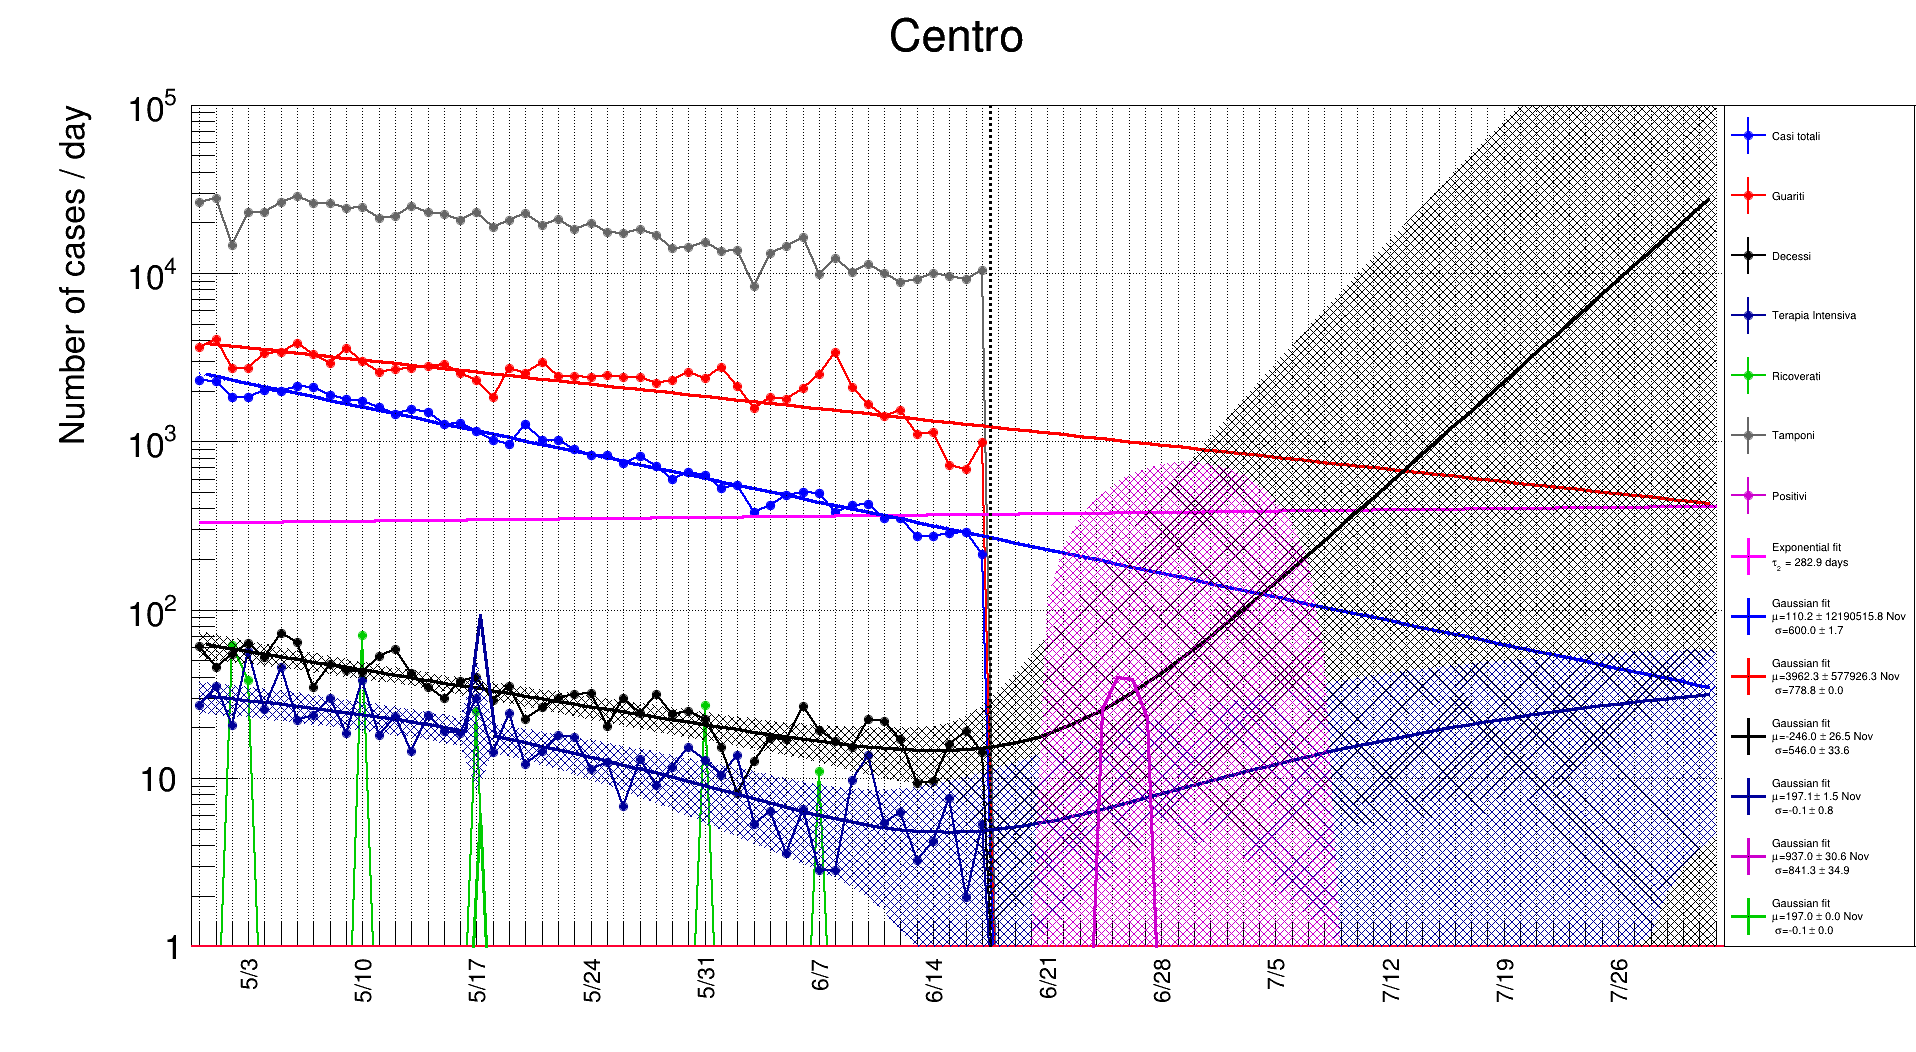 Centro
Number of cases / day
10^5
10^4
10^3
10^2
10
1
5/3 5/10 5/17 5/24 5/31 6/7 6/14 6/21 6/28 7/5 7/12 7/19 7/26
Casi totali
Guariti
Decessi
Terapia Intensiva
Ricoverati
Tamponi
Positivi
Exponential fit
τ₂ = 282.9 days
Gaussian fit
μ=110.2 ± 12190515.8 Nov
σ=600.0 ± 1.7
Gaussian fit
μ=3962.3 ± 577926.3 Nov
σ=778.8 ± 0.0
Gaussian fit
μ=-246.0 ± 26.5 Nov
σ=546.0 ± 33.6
Gaussian fit
μ=197.1 ± 1.5 Nov
σ=-0.1 ± 0.8
Gaussian fit
μ=937.0 ± 30.6 Nov
σ=841.3 ± 34.9
Gaussian fit
μ=197.0 ± 0.0 Nov
σ=-0.1 ± 0.0